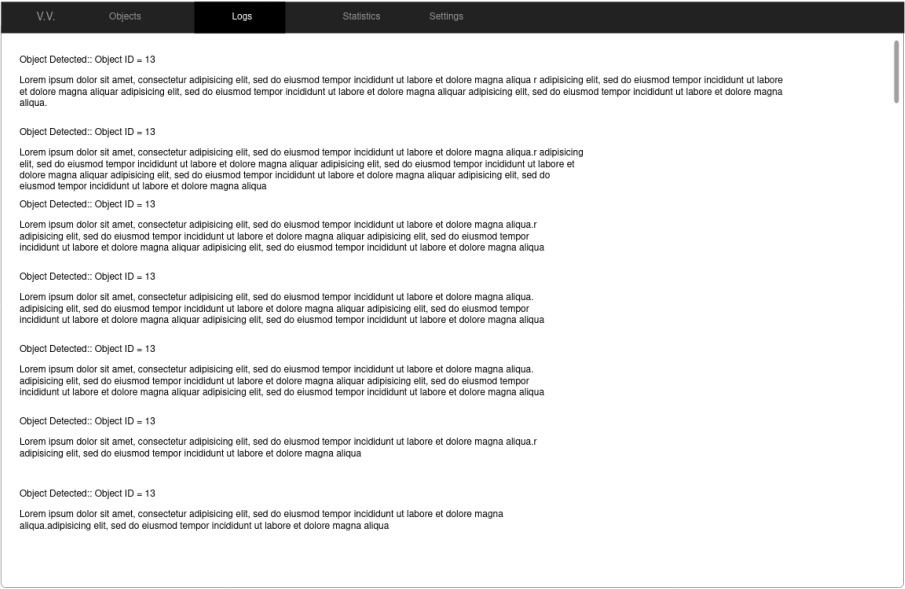 V.V. Objects Logs Statistics Settings
Object Detected:: Object ID = 13
Lorem ipsum dolor sit amet, consectetur adipisicing elit, sed do eiusmod tempor incididunt ut labore et dolore magna aliqua r adipisicing elit, sed do eiusmod tempor incididunt ut labore
et dolore magna aliquar adipisicing elit, sed do eiusmod tempor incididunt ut labore et dolore magna aliquar adipisicing elit, sed do eiusmod tempor incididunt ut labore et dolore magna
aliqua.
Object Detected:: Object ID = 13
Lorem ipsum dolor sit amet, consectetur adipisicing elit, sed do eiusmod tempor incididunt ut labore et dolore magna aliqua.r adipisicing
elit, sed do eiusmod tempor incididunt ut labore et dolore magna aliquar adipisicing elit, sed do eiusmod tempor incididunt ut labore et
dolore magna aliquar adipisicing elit, sed do eiusmod tempor incididunt ut labore et dolore magna aliquar adipisicing elit, sed do
eiusmod tempor incididunt ut labore et dolore magna aliqua
Object Detected:: Object ID = 13
Lorem ipsum dolor sit amet, consectetur adipisicing elit, sed do eiusmod tempor incididunt ut labore et dolore magna aliqua.r
adipisicing elit, sed do eiusmod tempor incididunt ut labore et dolore magna aliquar adipisicing elit, sed do eiusmod tempor
incididunt ut labore et dolore magna aliquar adipisicing elit, sed do eiusmod tempor incididunt ut labore et dolore magna aliqua
Object Detected:: Object ID = 13
Lorem ipsum dolor sit amet, consectetur adipisicing elit, sed do eiusmod tempor incididunt ut labore et dolore magna aliqua.
adipisicing elit, sed do eiusmod tempor incididunt ut labore et dolore magna aliquar adipisicing elit, sed do eiusmod tempor
incididunt ut labore et dolore magna aliquar adipisicing elit, sed do eiusmod tempor incididunt ut labore et dolore magna aliqua
Object Detected:: Object ID = 13
Lorem ipsum dolor sit amet, consectetur adipisicing elit, sed do eiusmod tempor incididunt ut labore et dolore magna aliqua.
adipisicing elit, sed do eiusmod tempor incididunt ut labore et dolore magna aliquar adipisicing elit, sed do eiusmod tempor
incididunt ut labore et dolore magna aliquar adipisicing elit, sed do eiusmod tempor incididunt ut labore et dolore magna aliqua
Object Detected:: Object ID = 13
Lorem ipsum dolor sit amet, consectetur adipisicing elit, sed do eiusmod tempor incididunt ut labore et dolore magna aliqua.r
adipisicing elit, sed do eiusmod tempor incididunt ut labore et dolore magna aliqua
Object Detected:: Object ID = 13
Lorem ipsum dolor sit amet, consectetur adipisicing elit, sed do eiusmod tempor incididunt ut labore et dolore magna
aliqua.adipisicing elit, sed do eiusmod tempor incididunt ut labore et dolore magna aliqua